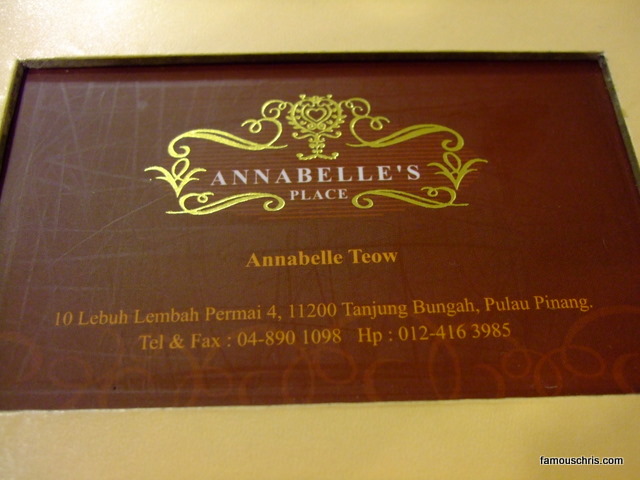 ANNABELLE'S
PLACE
Annabelle Teow
10 Lebuh Lembah Permai 4, 11200 Tanjung Bungah, Pulau Pinang.
Tel & Fax : 04-890 1098 Hp : 012-416 3985
famouschris.com